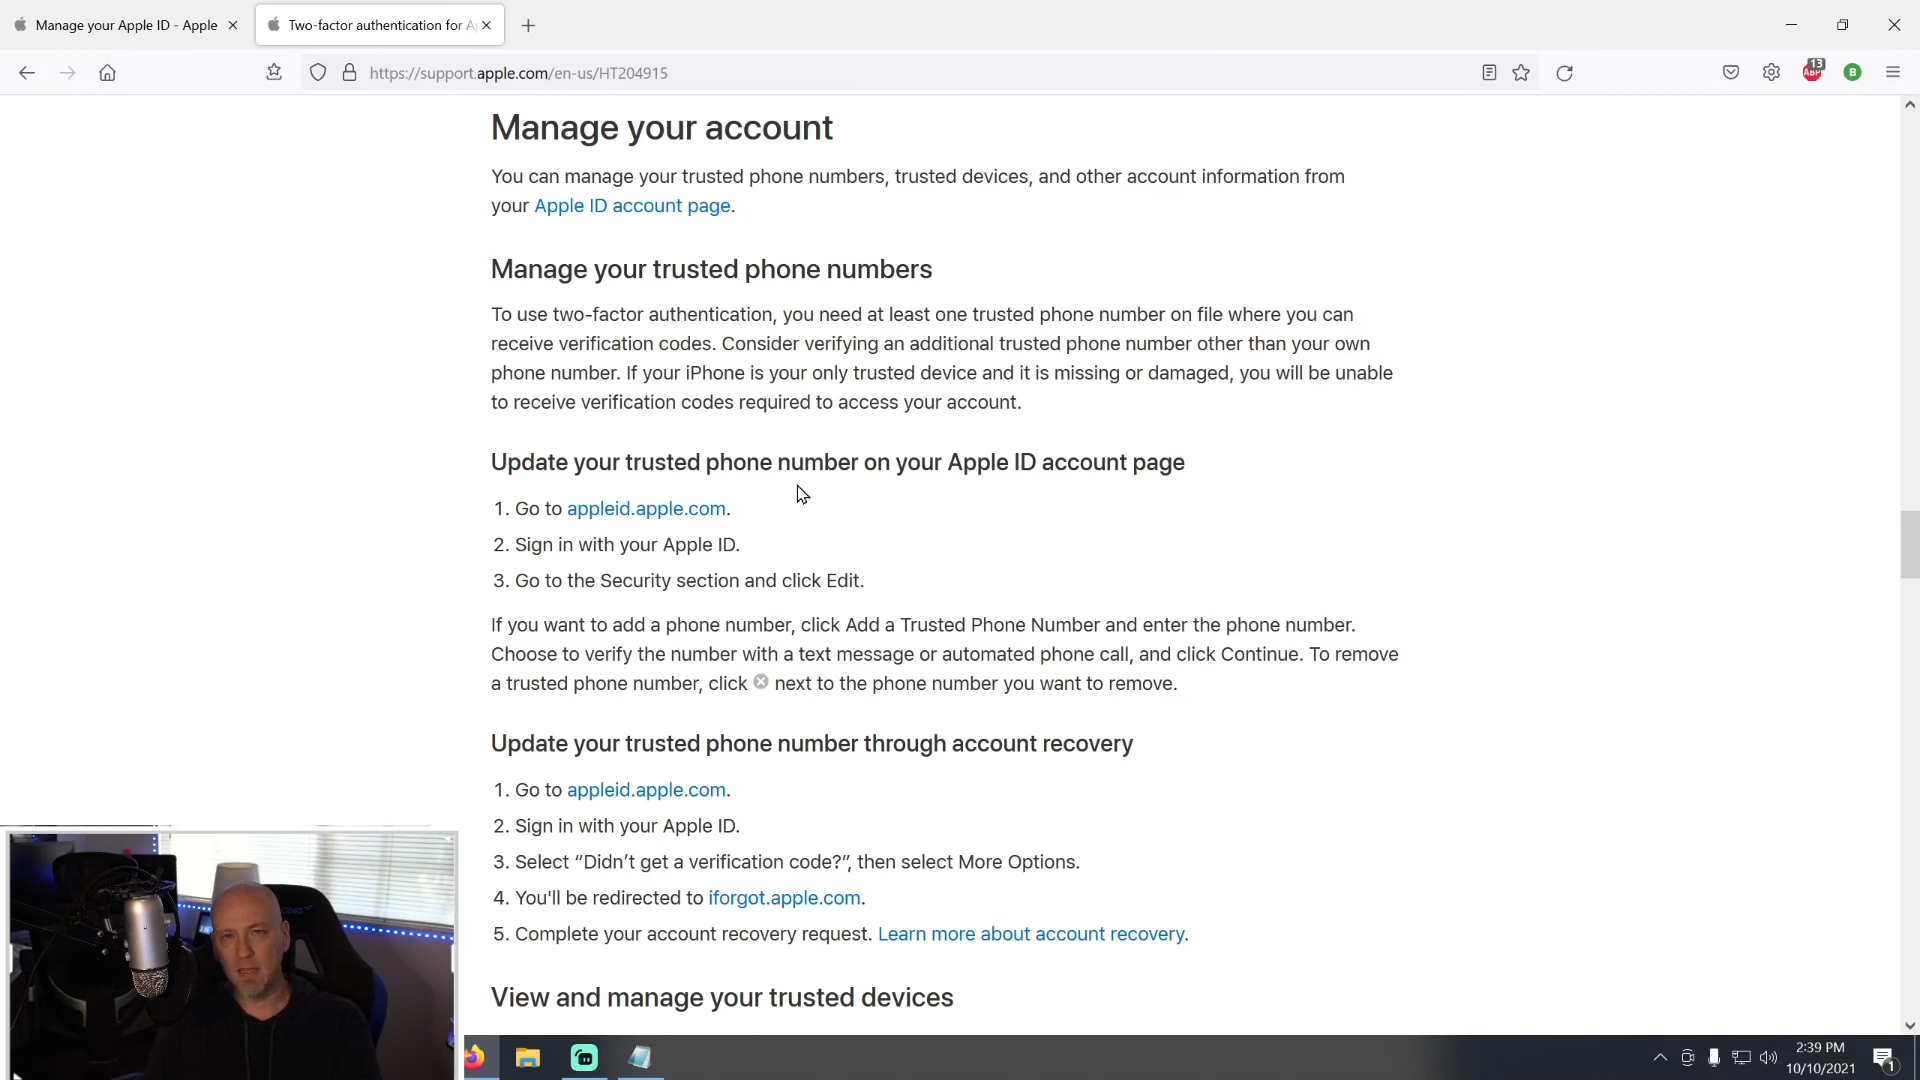 Manage your Apple ID - Apple
Two-factor authentication for A
https://support.apple.com/en-us/HT204915
13
ABP
B
Manage your account
You can manage your trusted phone numbers, trusted devices, and other account information from
your Apple ID account page.
Manage your trusted phone numbers
To use two-factor authentication, you need at least one trusted phone number on file where you can
receive verification codes. Consider verifying an additional trusted phone number other than your own
phone number. If your iPhone is your only trusted device and it is missing or damaged, you will be unable
to receive verification codes required to access your account.
Update your trusted phone number on your Apple ID account page
1. Go to appleid.apple.com.
2. Sign in with your Apple ID.
3. Go to the Security section and click Edit.
If you want to add a phone number, click Add a Trusted Phone Number and enter the phone number.
Choose to verify the number with a text message or automated phone call, and click Continue. To remove
a trusted phone number, click next to the phone number you want to remove.
Update your trusted phone number through account recovery
1. Go to appleid.apple.com.
2. Sign in with your Apple ID.
3. Select “Didn’t get a verification code?”, then select More Options.
4. You'll be redirected to iforgot.apple.com.
5. Complete your account recovery request. Learn more about account recovery.
View and manage your trusted devices
2:39 PM
10/10/2021
1